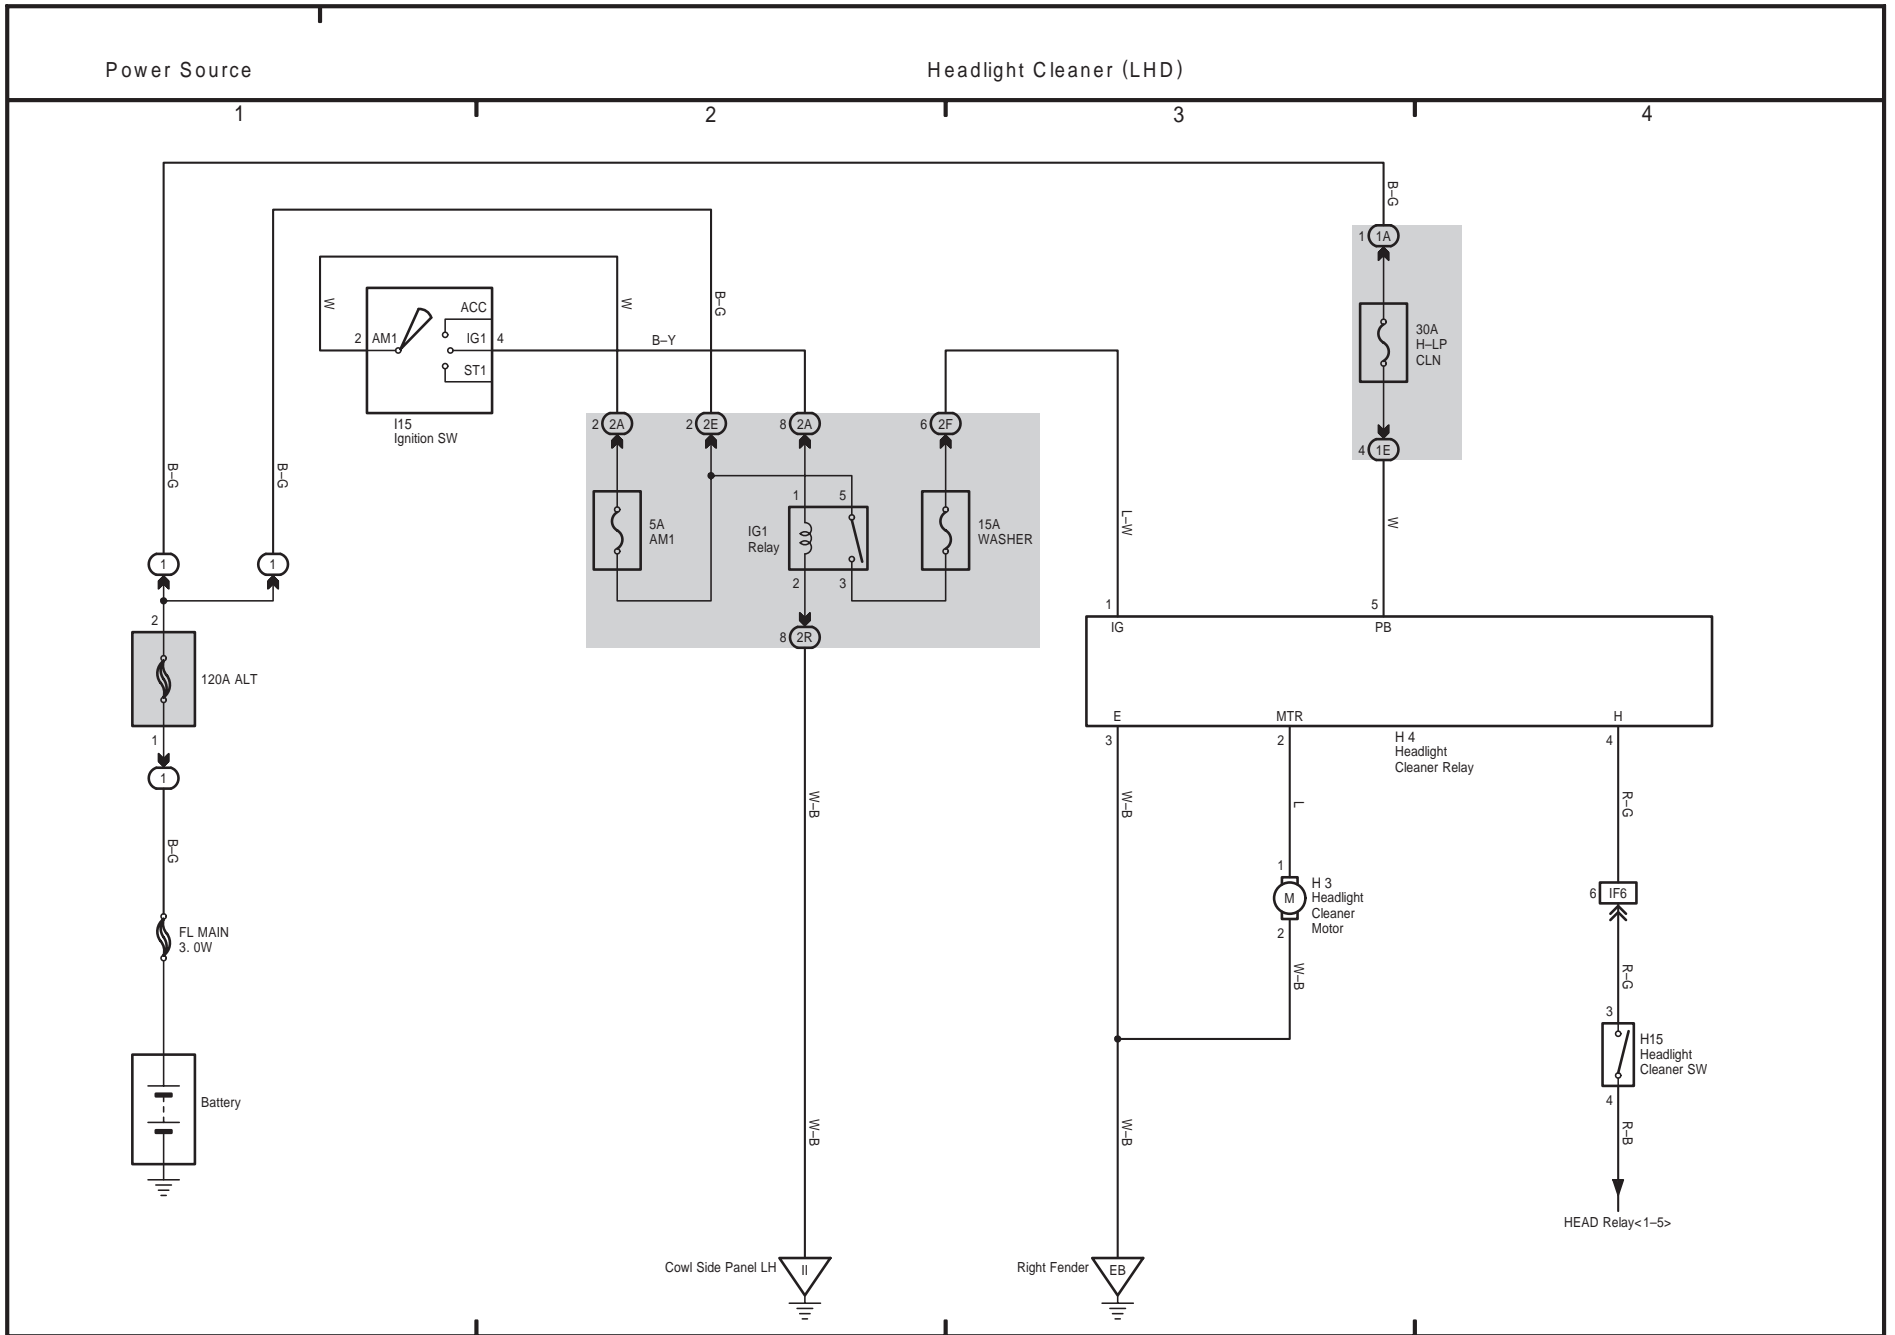 Power Source
Headlight Cleaner (LHD)
1
2
3
4
B–G
1
1A
W
W
B–G
ACC
2
AM1
IG1
4
ST1
B–Y
30A
H–LP
CLN
I15
Ignition SW
2
2A
2
2E
8
2A
6
2F
4
1E
B–G
B–G
1
5
5A
AM1
IG1
Relay
15A
WASHER
L–W
W
1
1
2
3
2
8
2R
1
5
IG
PB
120A ALT
E
MTR
H
1
3
2
4
H 4
Headlight
Cleaner Relay
1
W–B
W–B
L
R–G
B–G
1
M
2
H 3
Headlight
Cleaner
Motor
6
IF6
FL MAIN
3. 0W
W–B
R–G
3
H15
Headlight
Cleaner SW
4
Battery
W–B
W–B
R–B
HEAD Relay<1–5>
Cowl Side Panel LH
II
Right Fender
EB